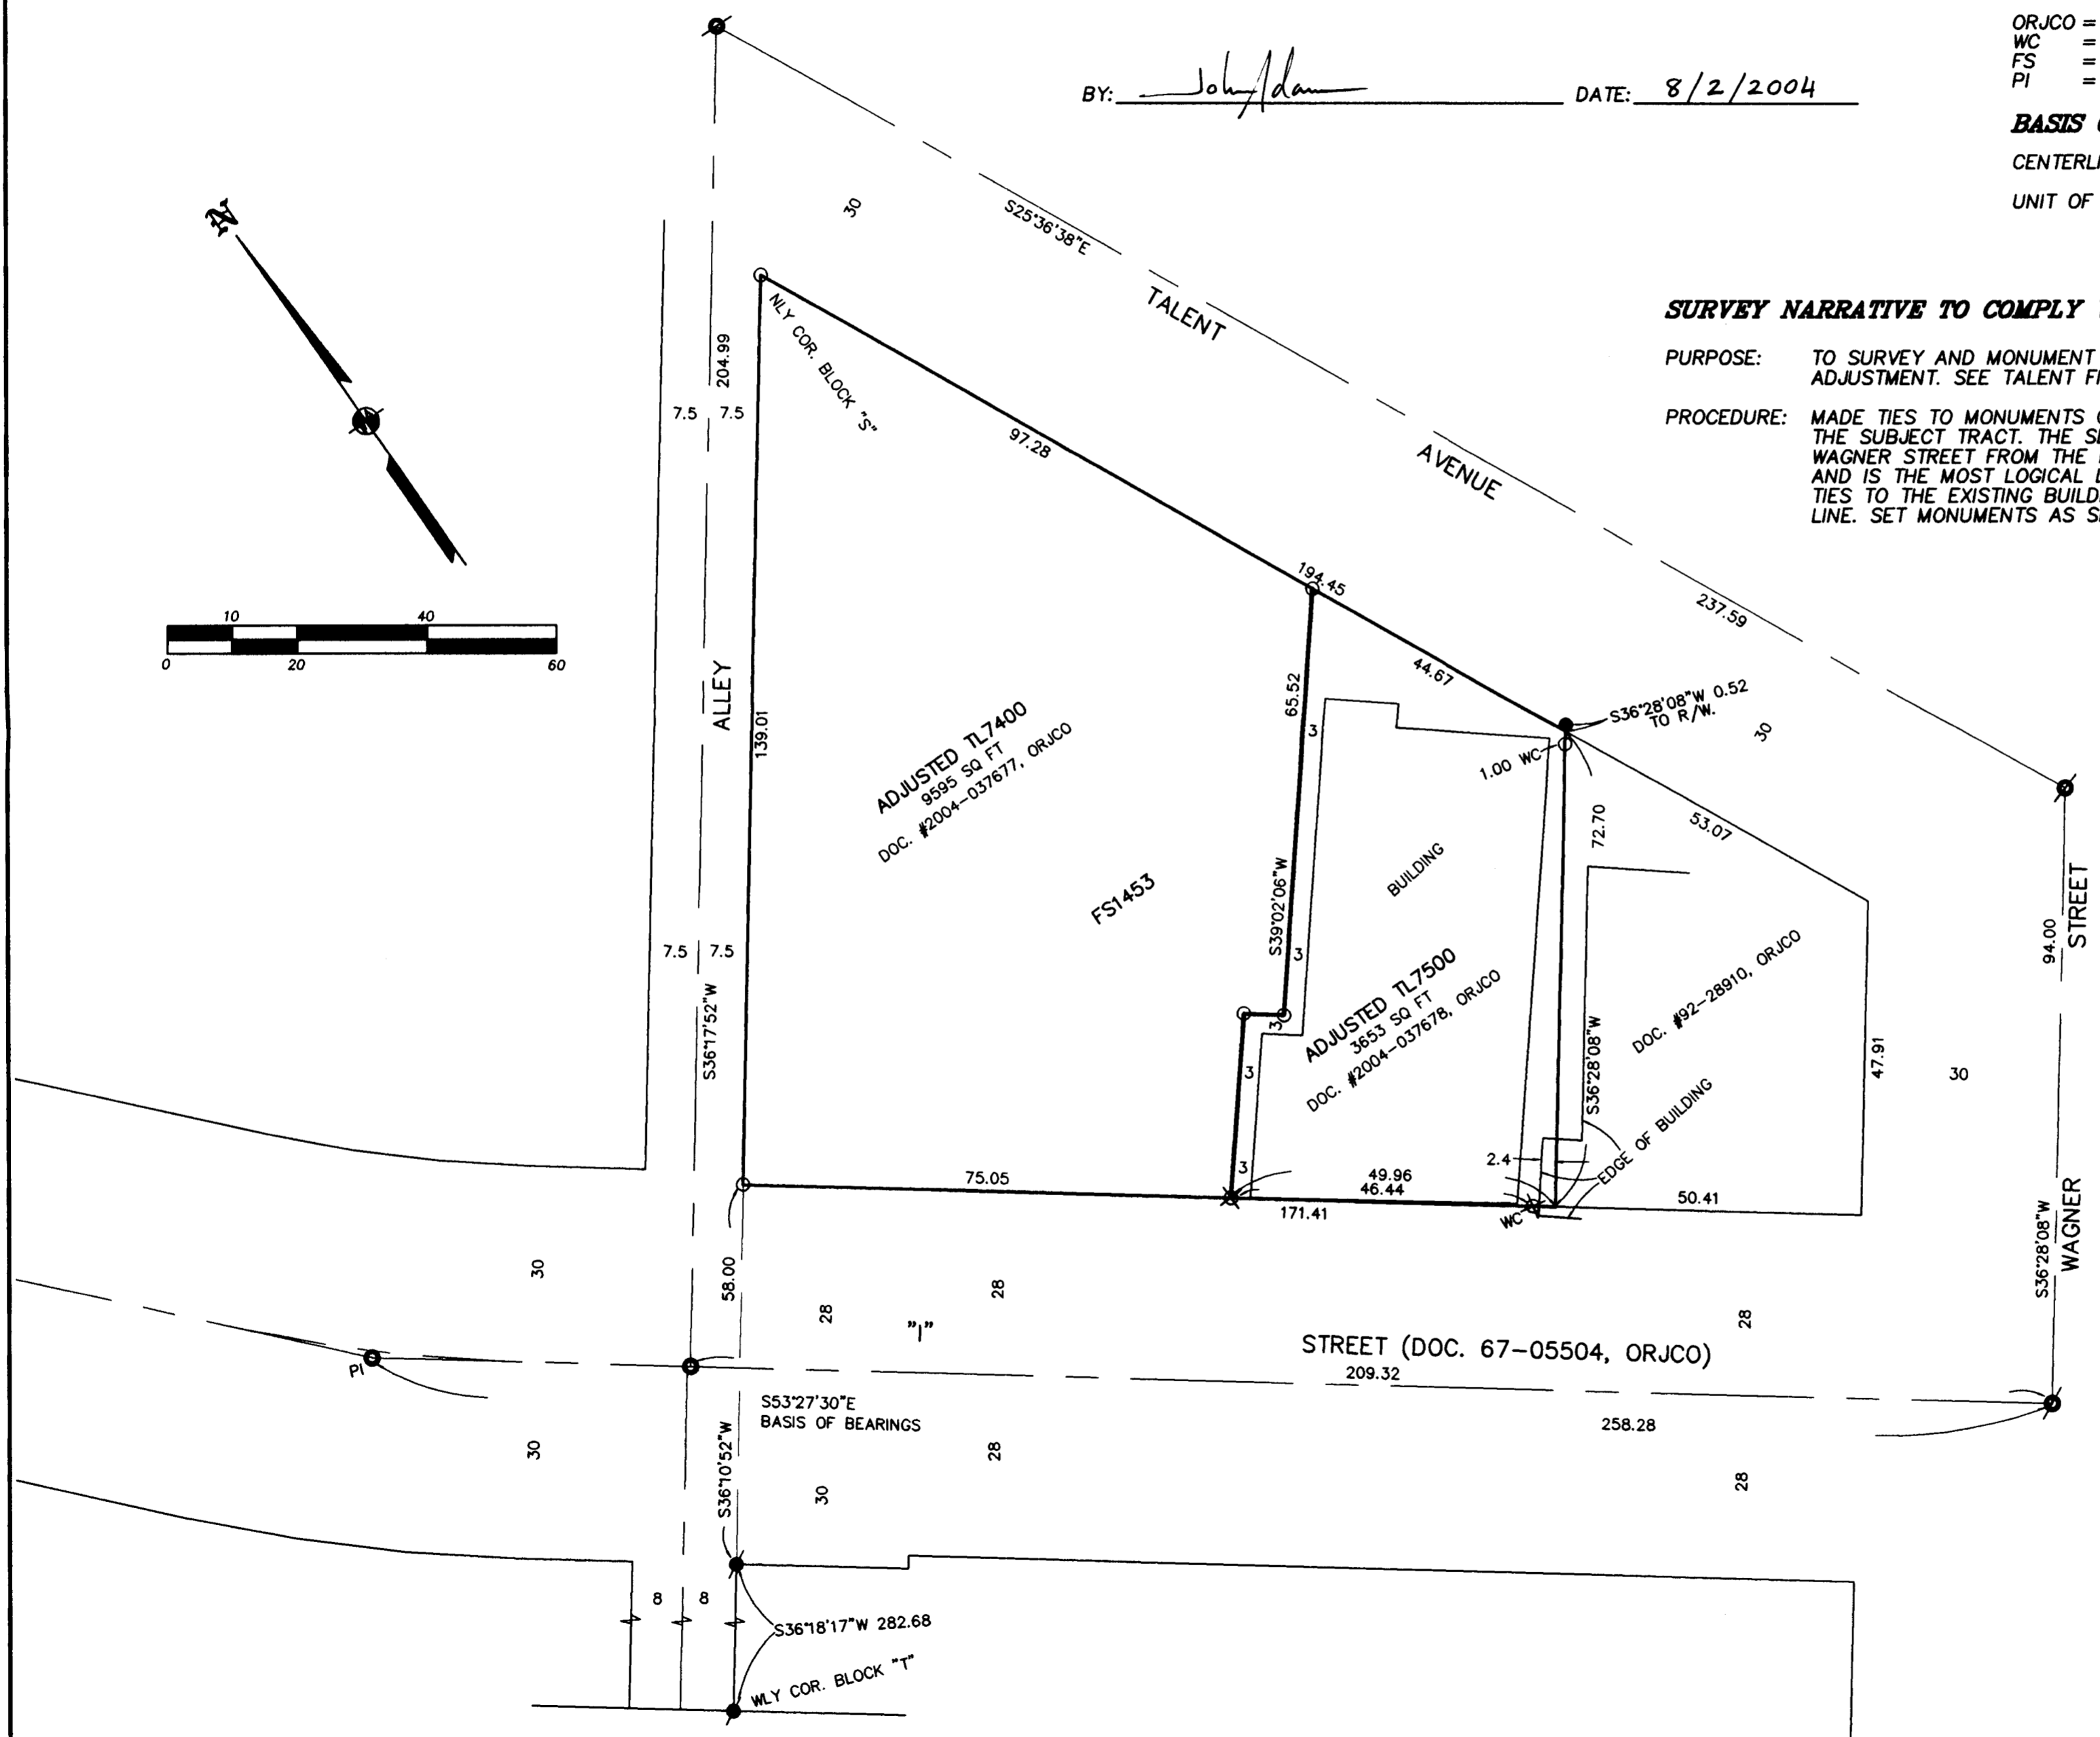 ORJCO =
WC =
FS =
PI =
BY: John Adam DATE: 8/2/2004
BASIS
CENTERL
UNIT OF
N
30
S25°36'38"E
TALENT
AVENUE
SURVEY NARRATIVE TO COMPLY
PURPOSE: TO SURVEY AND MONUMENT
ADJUSTMENT. SEE TALENT F
PROCEDURE: MADE TIES TO MONUMENTS
THE SUBJECT TRACT. THE S
WAGNER STREET FROM THE
AND IS THE MOST LOGICAL
TIES TO THE EXISTING BUILD
LINE. SET MONUMENTS AS S
NLY COR. BLOCK "S"
204.99
7.5 7.5
97.28
194.45
237.59
10 40
0 20 60
ALLEY
139.01
65.52
44.67
S36°28'08"W 0.52
TO R/W.
30
1.00 WC
3
ADJUSTED TL7400
9595 SQ FT
DOC. #2004-037677, ORJCO
FS1453
72.70
53.07
BUILDING
S39°02'06"W
3
7.5 7.5
S36°17'52"W
94.00
STREET
ADJUSTED TL7500
3653 SQ FT
DOC. #2004-037678, ORJCO
DOC. #92-28910, ORJCO
S36°28'08"W
47.91
30
3
3
3
2.4
EDGE OF BUILDING
75.05
49.96
46.44
171.41
WC
50.41
S36°28'08"W
WAGNER
58.00
30
28
28
28
"I"
STREET (DOC. 67-05504, ORJCO)
209.32
PI
S53°27'30"E
BASIS OF BEARINGS
258.28
S36°10'52"W
30
30
28
28
8 8
S36°18'17"W 282.68
WLY COR. BLOCK "T"